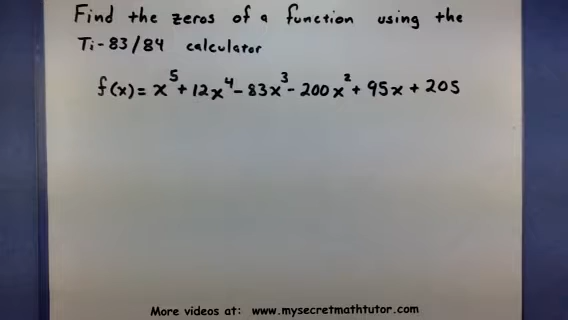 Find the zeros of a function using the
Ti-83/84 calculator
f(x)= x⁵+12x⁴-83x³-200x²+95x+205
More videos at: www.mysecretmathtutor.com